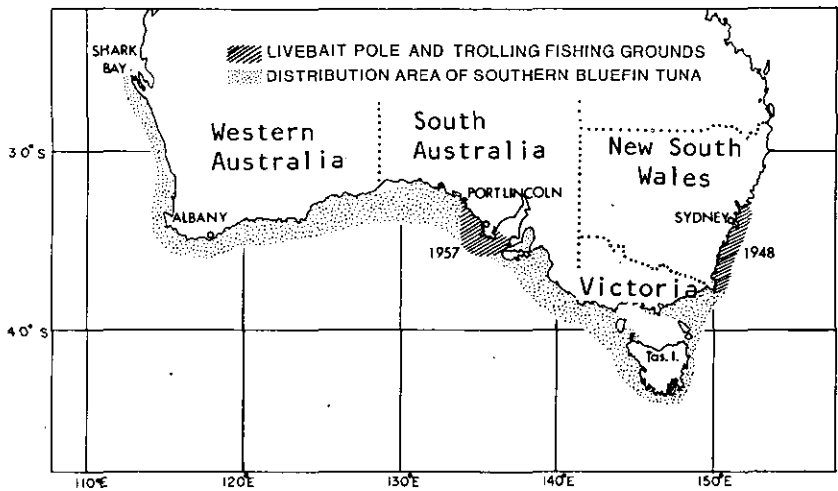 SHARK
BAY
LIVEBAIT POLE AND TROLLING FISHING GROUNDS
DISTRIBUTION AREA OF SOUTHERN BLUEFIN TUNA
Western
Australia
South
Australia
New South
Wales
30° S
PORT LINCOLN
ALBANY
SYDNEY
1957
1948
Victoria
40° S
Tas. I.
110°E
120°E
130°E
140°E
150°E